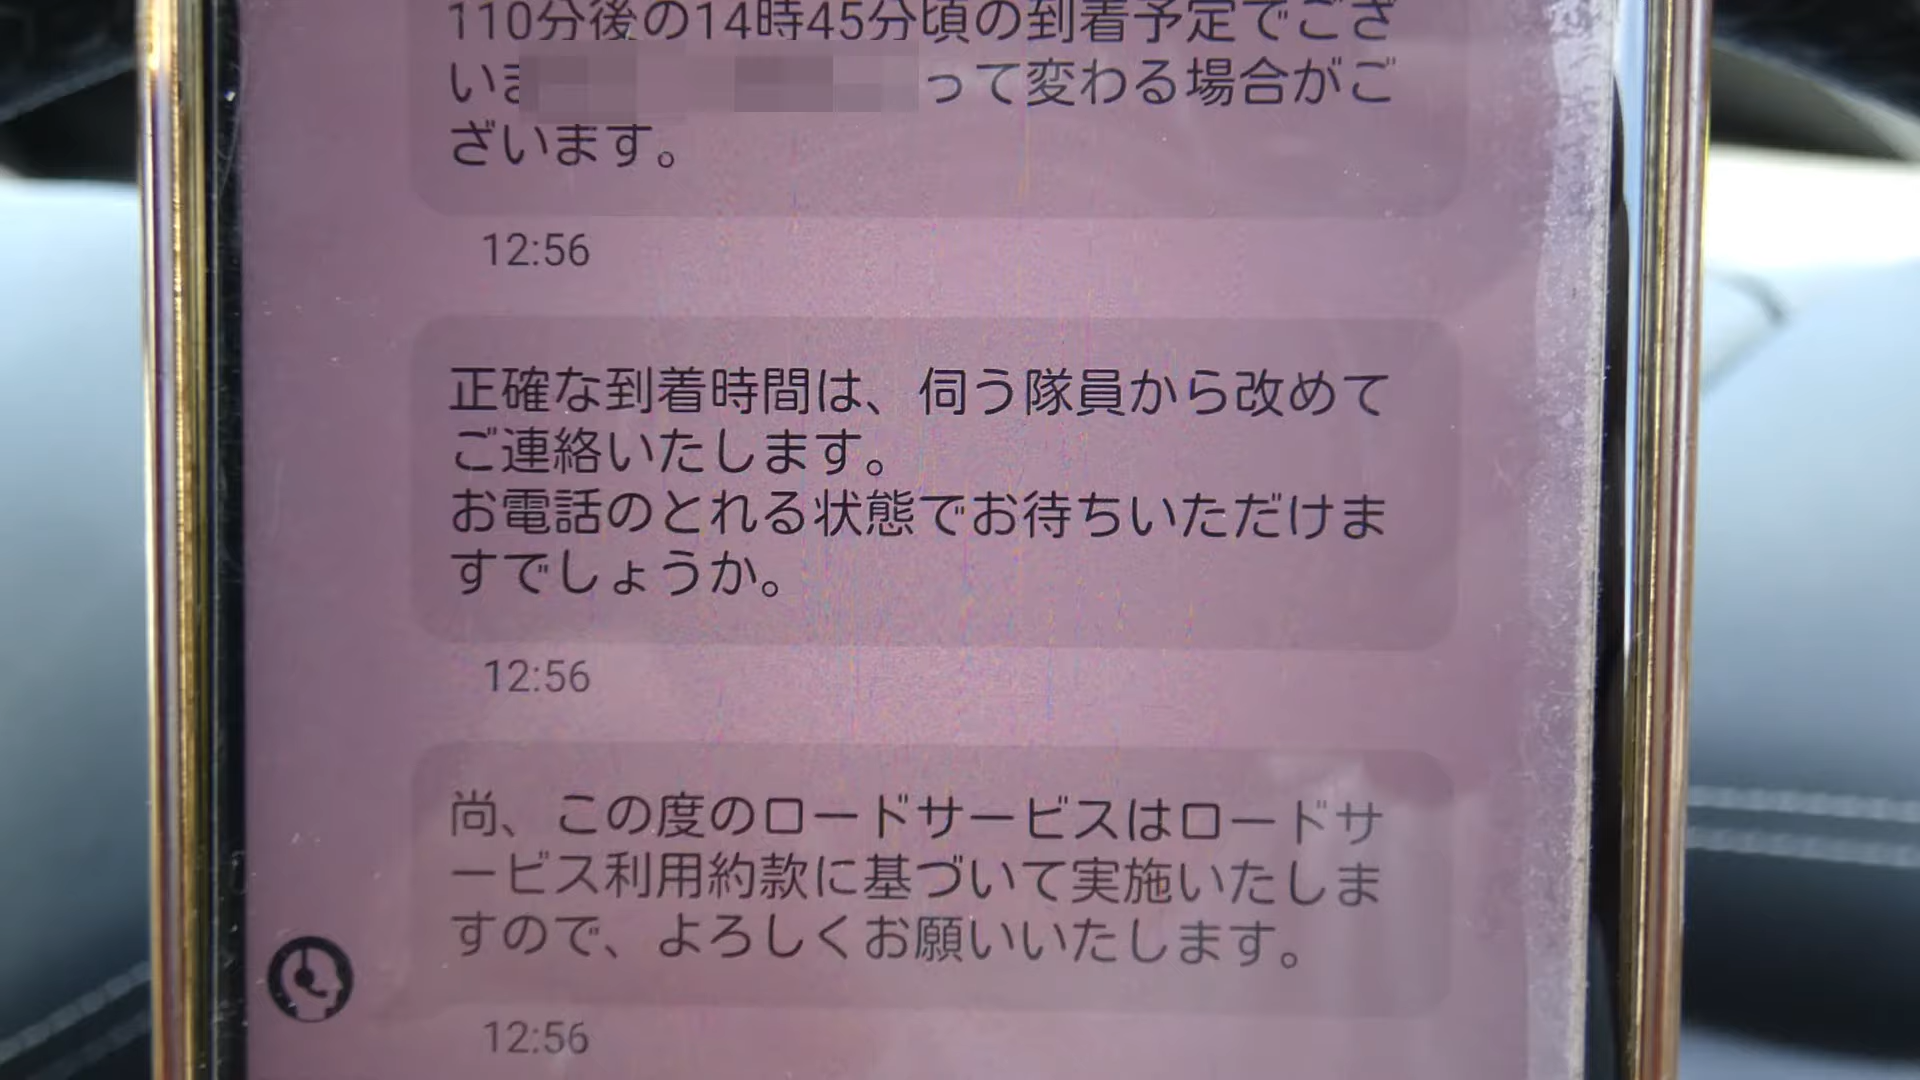 110分後の14時45分頃の到着予定でござ
いま って変わる場合がご
ざいます。
12:56
正確な到着時間は、伺う隊員から改めて
ご連絡いたします。
お電話のとれる状態でお待ちいただけま
すでしょうか。
12:56
尚、この度のロードサービスはロードサ
ービス利用約款に基づいて実施いたしま
すので、よろしくお願いいたします。
12:56